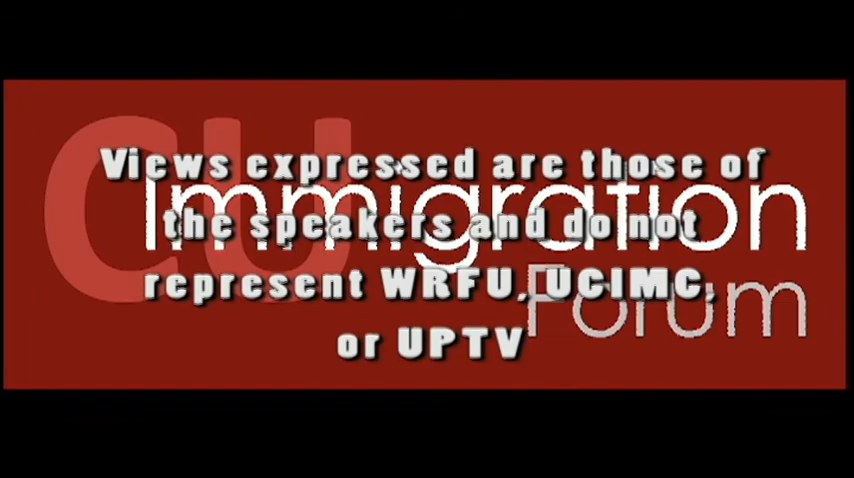 CU
Immigration
Forum
Views expressed are those of
the speakers and do not
represent WRFU, UCIMC,
or UPTV